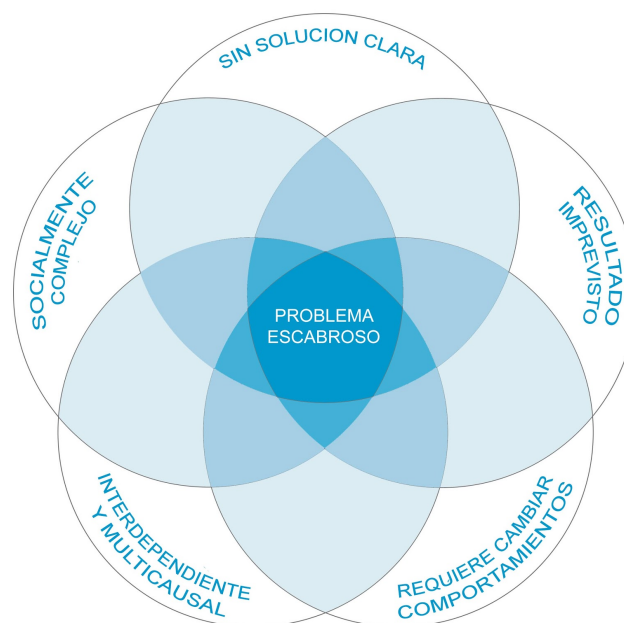 SIN SOLUCION CLARA
SOCIALMENTE
COMPLEJO
RESULTADO
IMPREVISTO
PROBLEMA
ESCABROSO
INTERDEPENDIENTE
Y MULTICAUSAL
REQUIERE CAMBIAR
COMPORTAMIENTOS